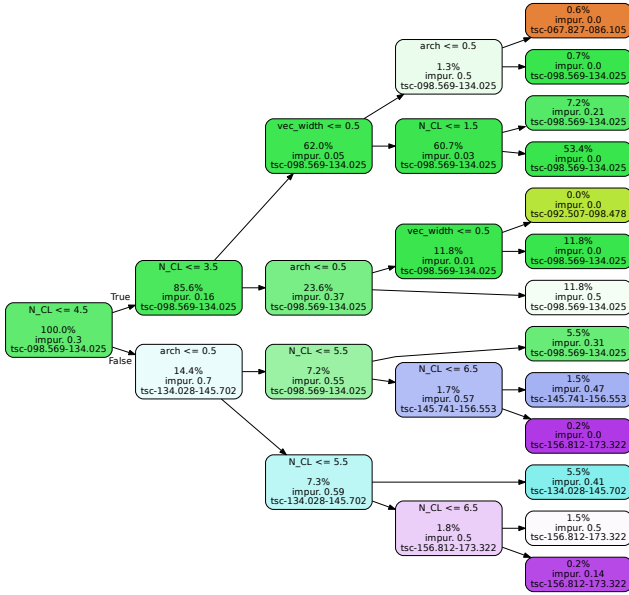 N_CL <= 4.5
100.0%
impur. 0.3
tsc-098.569-134.025
True
False
N_CL <= 3.5
85.6%
impur. 0.16
tsc-098.569-134.025
arch <= 0.5
14.4%
impur. 0.7
tsc-134.028-145.702
vec_width <= 0.5
62.0%
impur. 0.05
tsc-098.569-134.025
arch <= 0.5
23.6%
impur. 0.37
tsc-098.569-134.025
N_CL <= 5.5
7.2%
impur. 0.55
tsc-098.569-134.025
N_CL <= 5.5
7.3%
impur. 0.59
tsc-134.028-145.702
arch <= 0.5
1.3%
impur. 0.5
tsc-098.569-134.025
N_CL <= 1.5
60.7%
impur. 0.03
tsc-098.569-134.025
vec_width <= 0.5
11.8%
impur. 0.01
tsc-098.569-134.025
N_CL <= 6.5
1.7%
impur. 0.57
tsc-145.741-156.553
N_CL <= 6.5
1.8%
impur. 0.5
tsc-156.812-173.322
0.6%
impur. 0.0
tsc-067.827-086.105
0.7%
impur. 0.0
tsc-098.569-134.025
7.2%
impur. 0.21
tsc-098.569-134.025
53.4%
impur. 0.0
tsc-098.569-134.025
0.0%
impur. 0.0
tsc-092.507-098.478
11.8%
impur. 0.0
tsc-098.569-134.025
11.8%
impur. 0.5
tsc-098.569-134.025
5.5%
impur. 0.31
tsc-098.569-134.025
1.5%
impur. 0.47
tsc-145.741-156.553
0.2%
impur. 0.0
tsc-156.812-173.322
5.5%
impur. 0.41
tsc-134.028-145.702
1.5%
impur. 0.5
tsc-156.812-173.322
0.2%
impur. 0.14
tsc-156.812-173.322